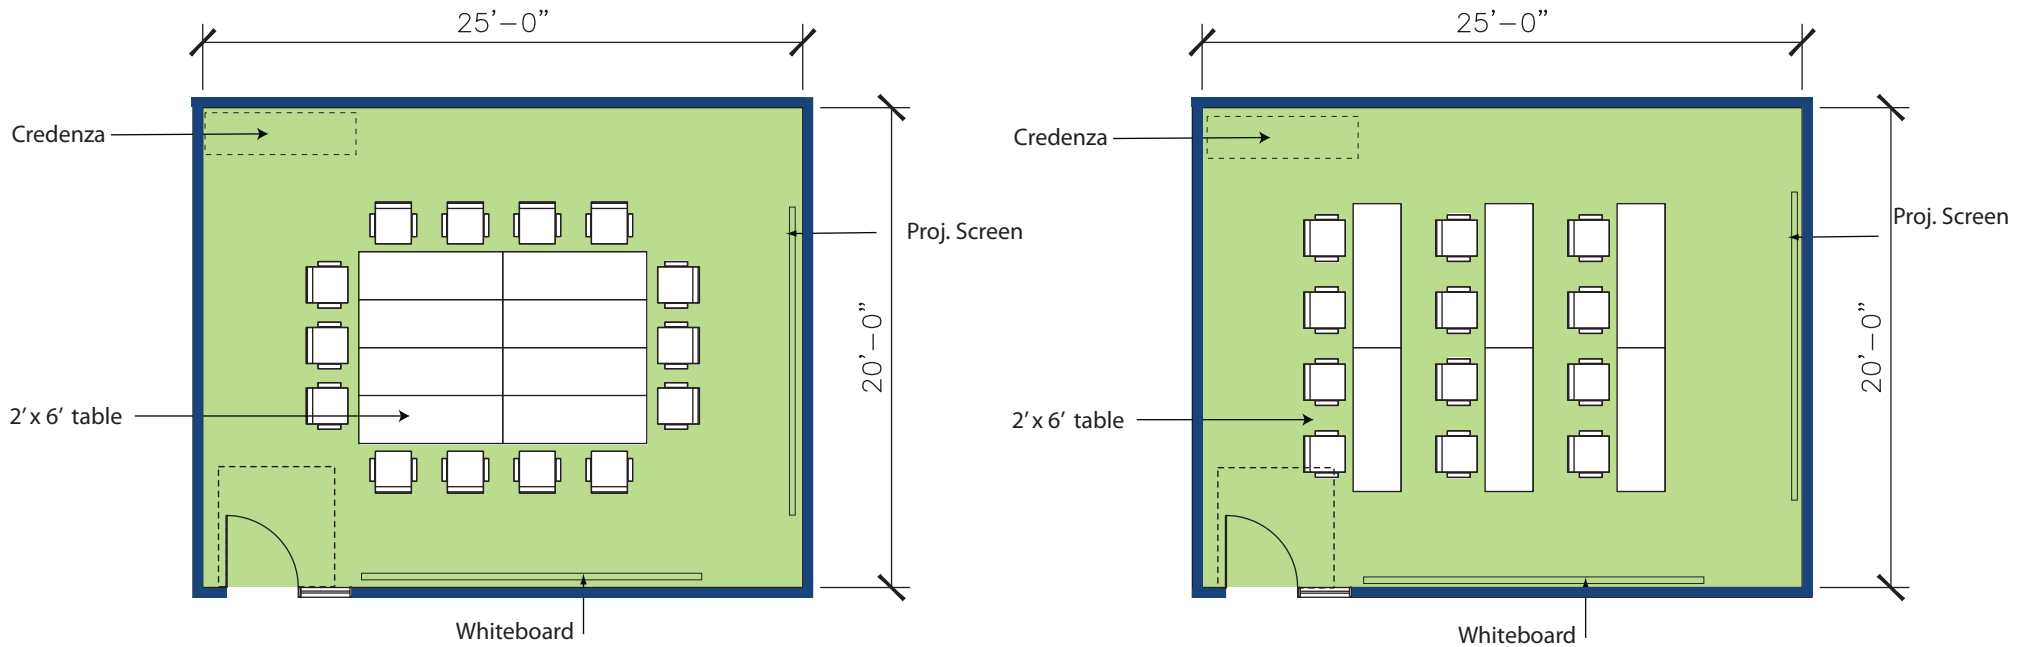 25’–0”
Credenza
Proj. Screen
20’–0”
2’ x 6’ table
Whiteboard
25’–0”
Credenza
Proj. Screen
20’–0”
2’ x 6’ table
Whiteboard